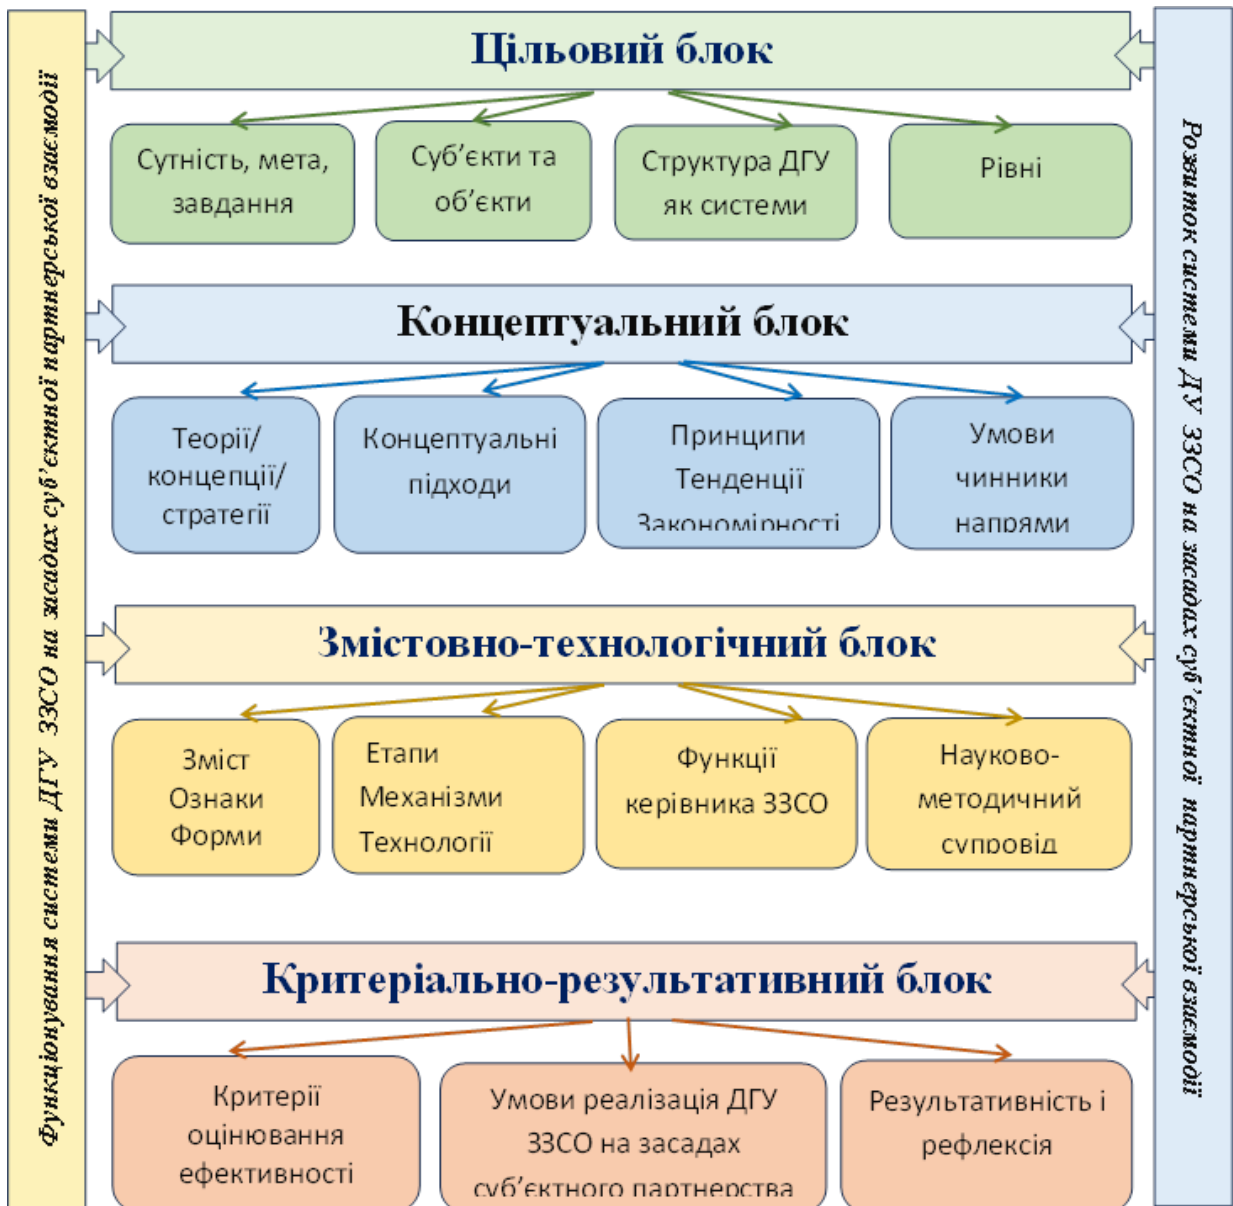 Функціонування системи ДГУ ЗЗСО на засадах суб’єктної партнерської взаємодії
Цільовий блок
Сутність, мета,
завдання
Суб’єкти та
об’єкти
Структура ДГУ
як системи
Рівні
Концептуальний блок
Теорії/
концепції/
стратегії
Концептуальні
підходи
Принципи
Тенденції
Закономірності
Умови
чинники
напрями
Змістовно-технологічний блок
Зміст
Ознаки
Форми
Етапи
Механізми
Технології
Функції
керівника ЗЗСО
Науково-
методичний
супровід
Критеріально-результативний блок
Критерії
оцінювання
ефективності
Умови реалізація ДГУ
ЗЗСО на засадах
суб’єктного партнерства
Результативність і
рефлексія
Розвиток системи ДУ ЗЗСО на засадах суб’єктної партнерської взаємодії